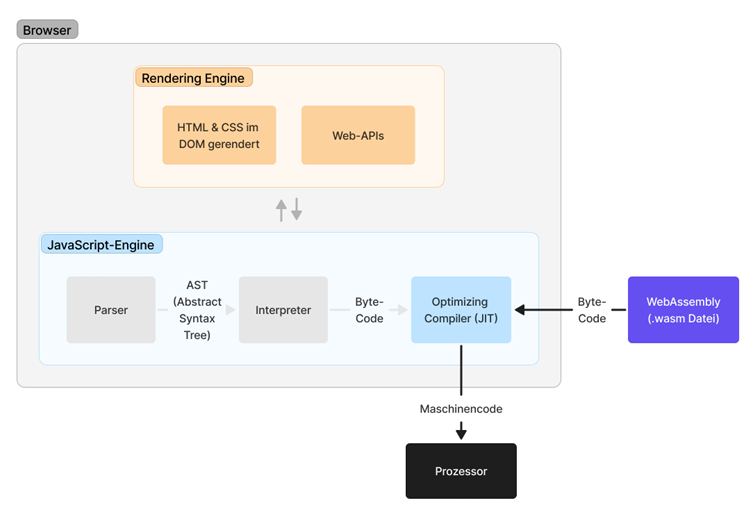 Browser
Rendering Engine
HTML & CSS im
DOM gerendert
Web-APIs
JavaScript-Engine
Parser
AST
(Abstract
Syntax
Tree)
Interpreter
Byte-
Code
Optimizing
Compiler (JIT)
Byte-
Code
WebAssembly
(.wasm Datei)
Maschinencode
Prozessor